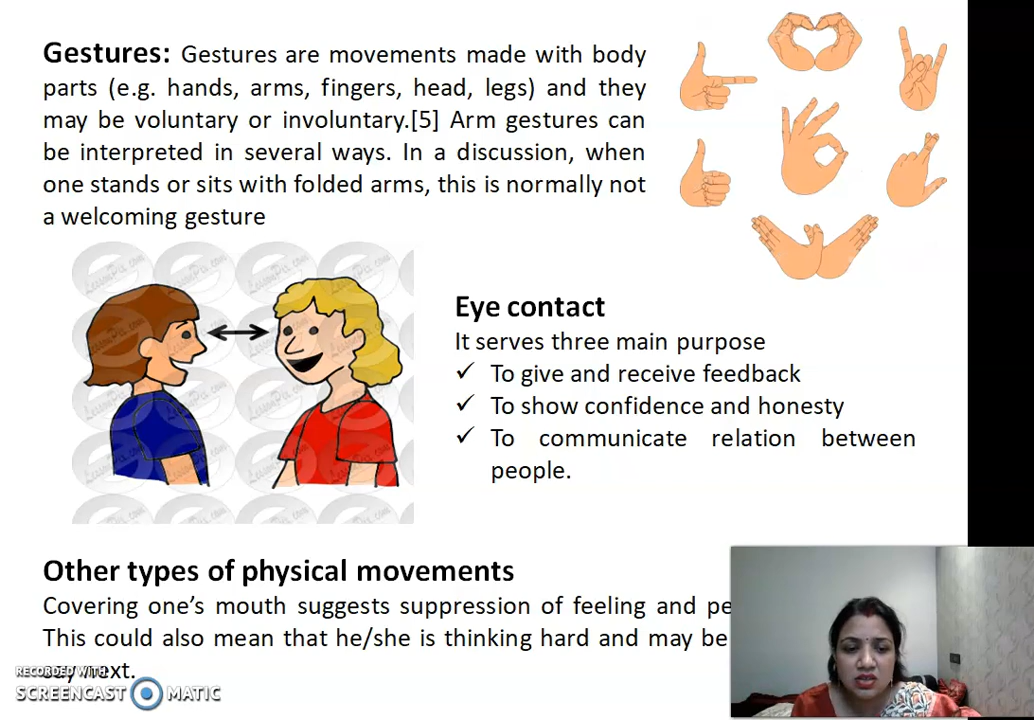 Gestures: Gestures are movements made with body
parts (e.g. hands, arms, fingers, head, legs) and they
may be voluntary or involuntary.[5] Arm gestures can
be interpreted in several ways. In a discussion, when
one stands or sits with folded arms, this is normally not
a welcoming gesture
Eye contact
It serves three main purpose
✓ To give and receive feedback
✓ To show confidence and honesty
✓ To communicate relation between
people.
Other types of physical movements
Covering one's mouth suggests suppression of feeling and
This could also mean that he/she is thinking hard and may be
next.
RECORDED WITH
SCREENCAST MATIC